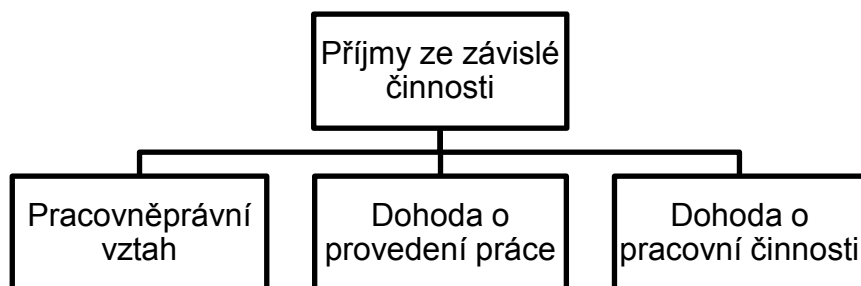 Příjmy ze závislé
činnosti
Pracovněprávní
vztah
Dohoda o
provedení práce
Dohoda o
pracovní činnosti